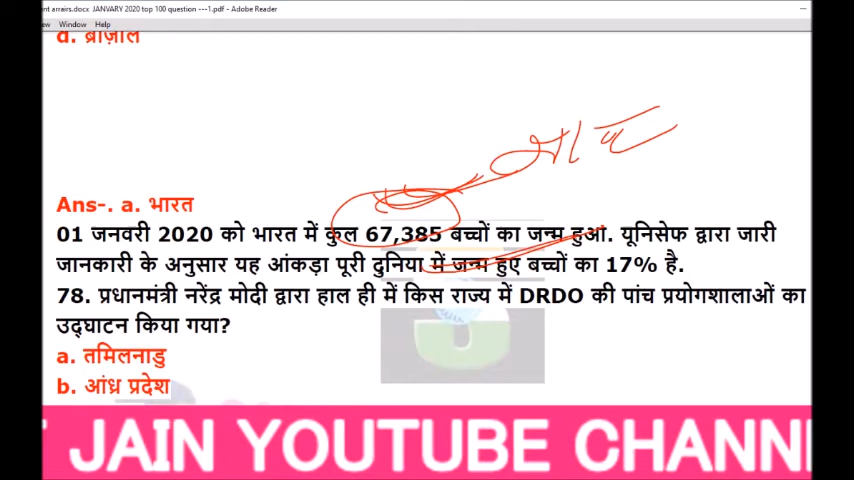 ent arrairs.docx JANVARY 2020 top 100 question ---1.pdf - Adobe Reader
ew Window Help
d. ब्राज़ील
Ans-. a. भारत
01 जनवरी 2020 को भारत में कुल 67,385 बच्चों का जन्म हुआ. यूनिसेफ द्वारा जारी
जानकारी के अनुसार यह आंकड़ा पूरी दुनिया में जन्म हुए बच्चों का 17% है.
78. प्रधानमंत्री नरेंद्र मोदी द्वारा हाल ही में किस राज्य में DRDO की पांच प्रयोगशालाओं का
उद्घाटन किया गया?
a. तमिलनाडु
b. आंध्र प्रदेश
JAIN YOUTUBE CHANN